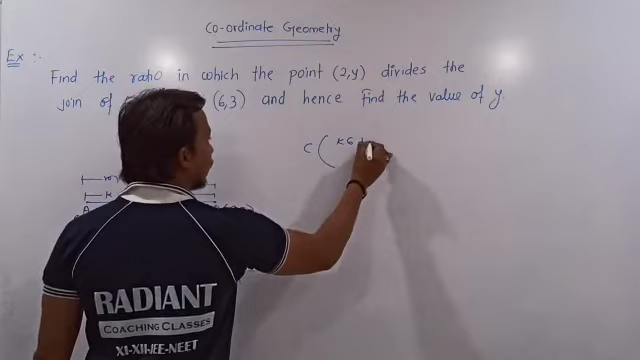 Co-ordinate Geometry
Ex :-
Find the ratio in which the point (2,y) divides the
join of (6,3) and hence find the value of y.
C ( K6 +
K
A
RADIANT
COACHING CLASSES
XI-XII-JEE-NEET